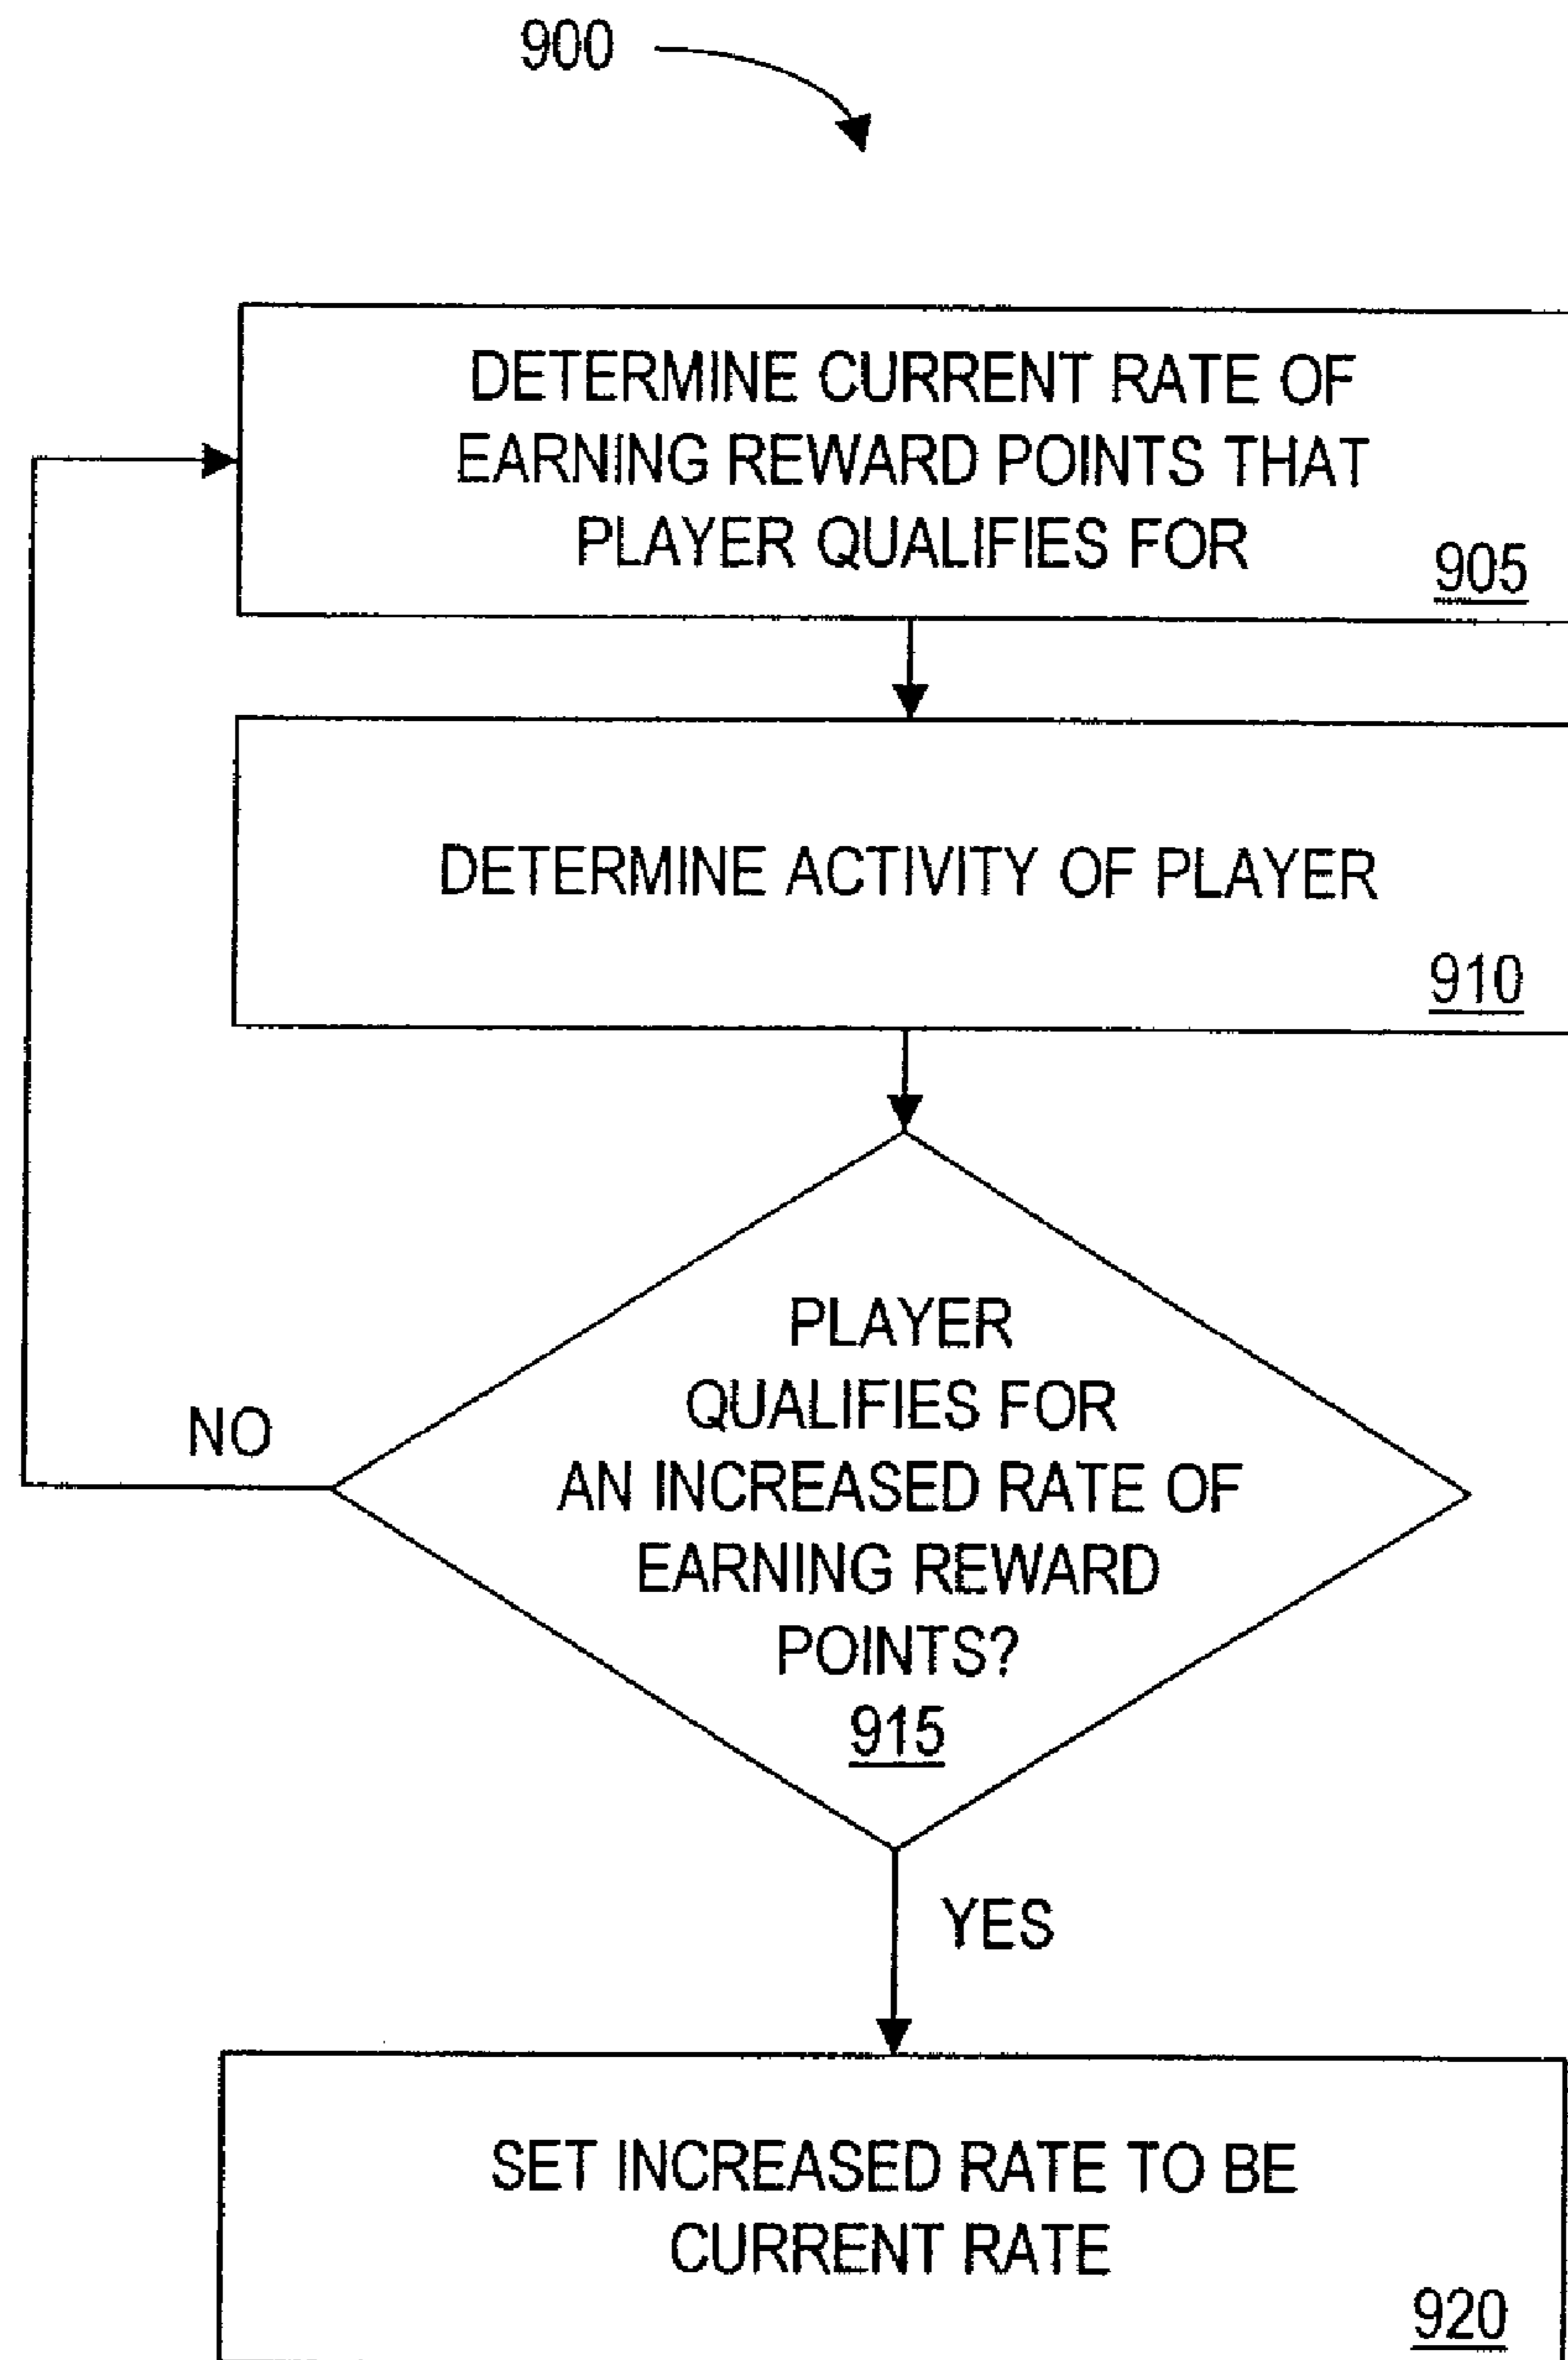 900
DETERMINE CURRENT RATE OF
EARNING REWARD POINTS THAT
PLAYER QUALIFIES FOR
905
DETERMINE ACTIVITY OF PLAYER
910
PLAYER
QUALIFIES FOR
AN INCREASED RATE OF
EARNING REWARD
POINTS?
915
NO
YES
SET INCREASED RATE TO BE
CURRENT RATE
920